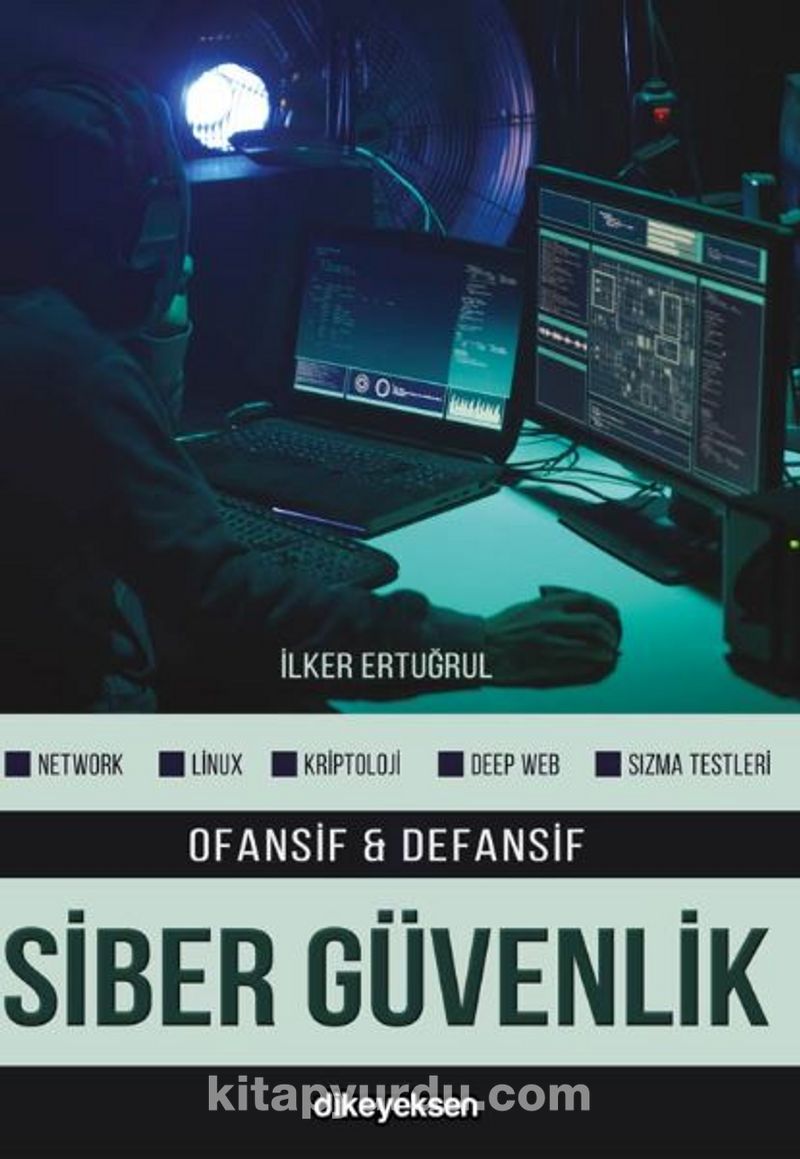 İLKER ERTUĞRUL
NETWORK LİNUX KRİPTOLOJİ DEEP WEB SIZMA TESTLERİ
OFANSİF & DEFANSİF
SİBER GÜVENLİK
kitapyurdu.com
dikeyeksen